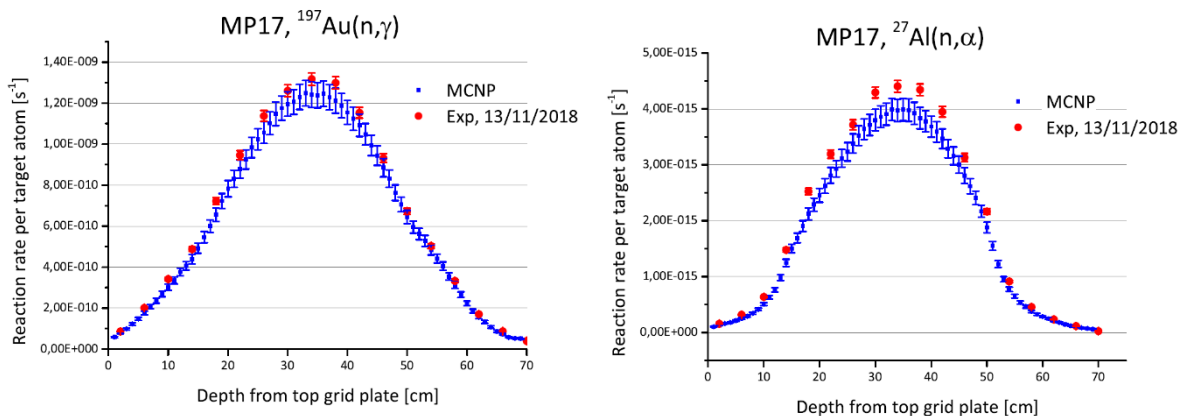 MP17, ¹⁹⁷Au(n,γ)
Reaction rate per target atom [s⁻¹]
1,40E-009
1,20E-009
1,00E-009
8,00E-010
6,00E-010
4,00E-010
2,00E-010
0,00E+000
MCNP
Exp, 13/11/2018
0 10 20 30 40 50 60 70
Depth from top grid plate [cm]
MP17, ²⁷Al(n,α)
Reaction rate per target atom [s⁻¹]
5,00E-015
4,00E-015
3,00E-015
2,00E-015
1,00E-015
0,00E+000
MCNP
Exp, 13/11/2018
0 10 20 30 40 50 60 70
Depth from top grid plate [cm]